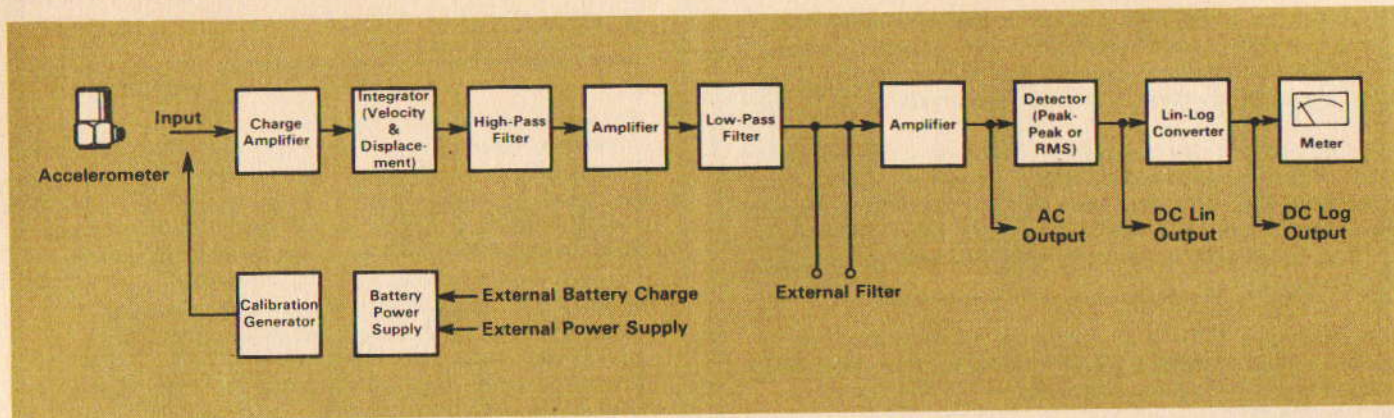 Accelerometer
Input
Charge
Amplifier
Integrator
(Velocity
&
Displace-
ment)
High-Pass
Filter
Amplifier
Low-Pass
Filter
External Filter
Amplifier
Detector
(Peak-
Peak or
RMS)
Lin-Log
Converter
Meter
AC
Output
DC Lin
Output
DC Log
Output
Calibration
Generator
Battery
Power
Supply
External Battery Charge
External Power Supply